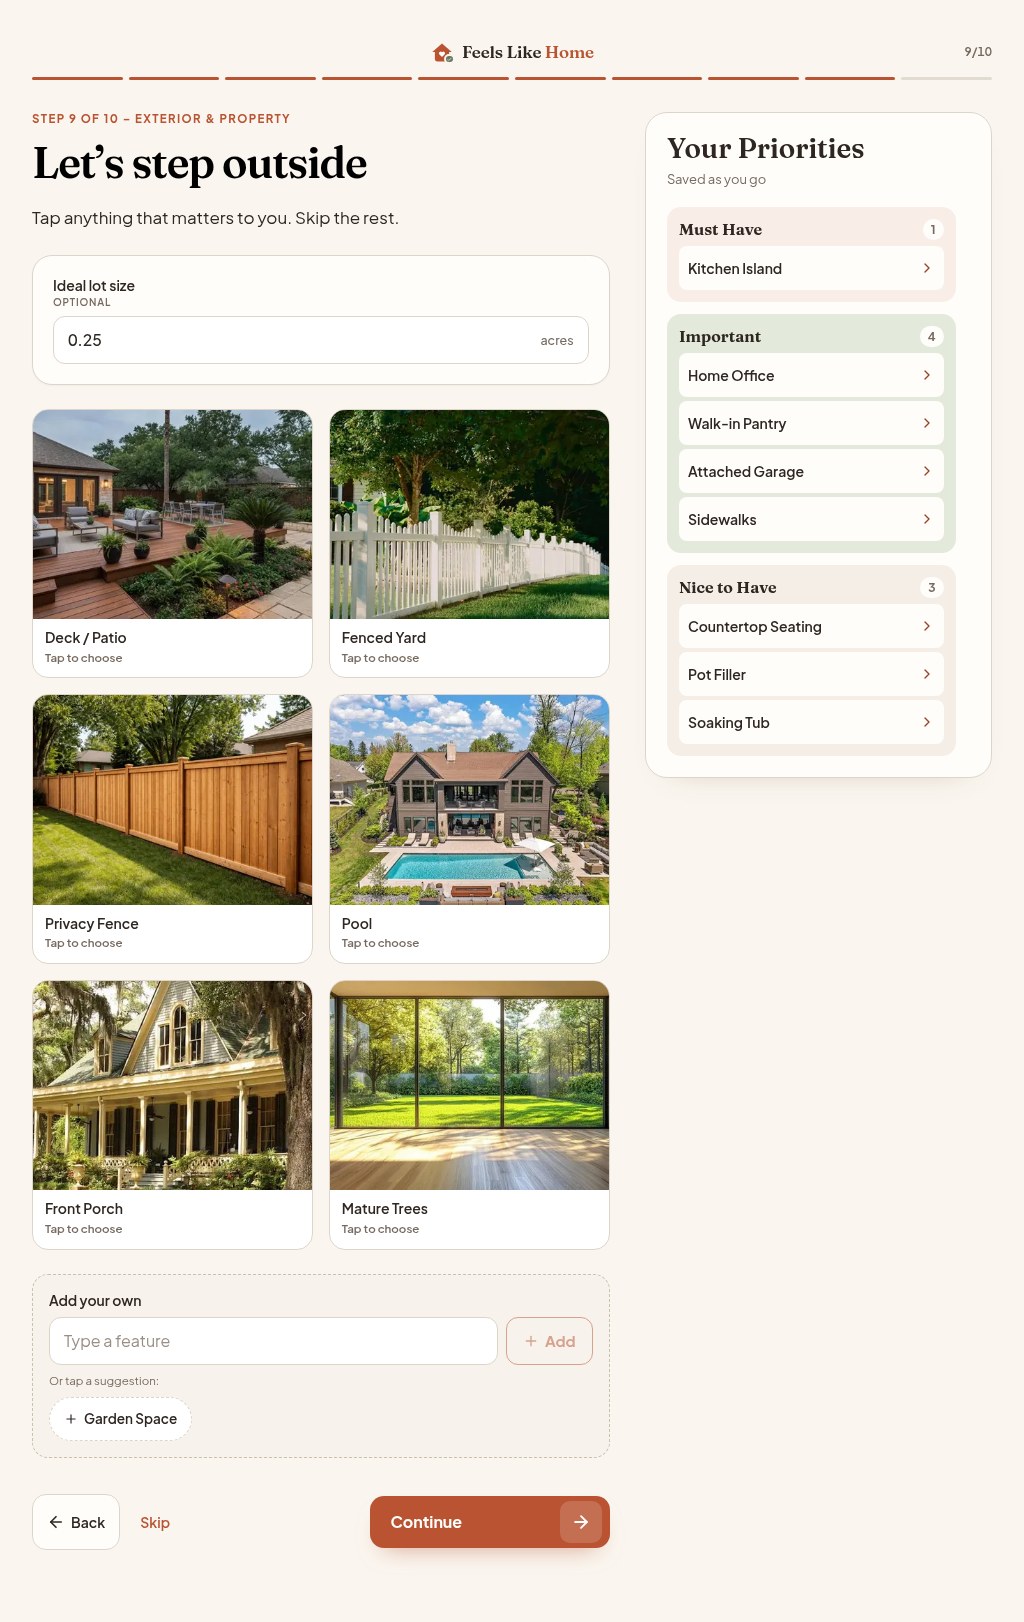 Feels Like Home
9/10
STEP 9 OF 10 – EXTERIOR & PROPERTY
Let’s step outside
Tap anything that matters to you. Skip the rest.
Ideal lot size
OPTIONAL
0.25
acres
Deck / Patio
Tap to choose
Fenced Yard
Tap to choose
Privacy Fence
Tap to choose
Pool
Tap to choose
Front Porch
Tap to choose
Mature Trees
Tap to choose
Add your own
Type a feature
+ Add
Or tap a suggestion:
+ Garden Space
← Back
Skip
Continue →
Your Priorities
Saved as you go
Must Have
1
Kitchen Island
Important
4
Home Office
Walk-in Pantry
Attached Garage
Sidewalks
Nice to Have
3
Countertop Seating
Pot Filler
Soaking Tub